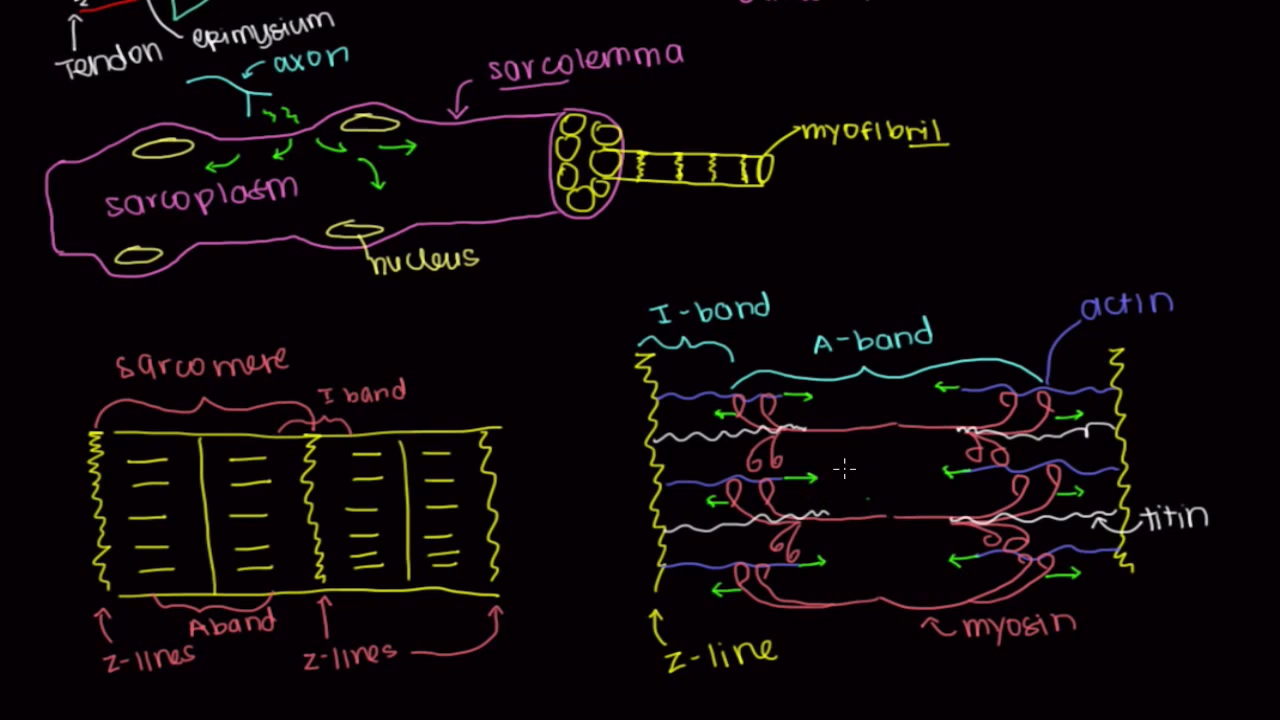 Tendon
epimysium
axon
sarcolemma
myofibril
sarcoplasm
nucleus
I-band
A-band
actin
sarcomere
I band
titin
A band
z-lines
z-lines
z-line
myosin